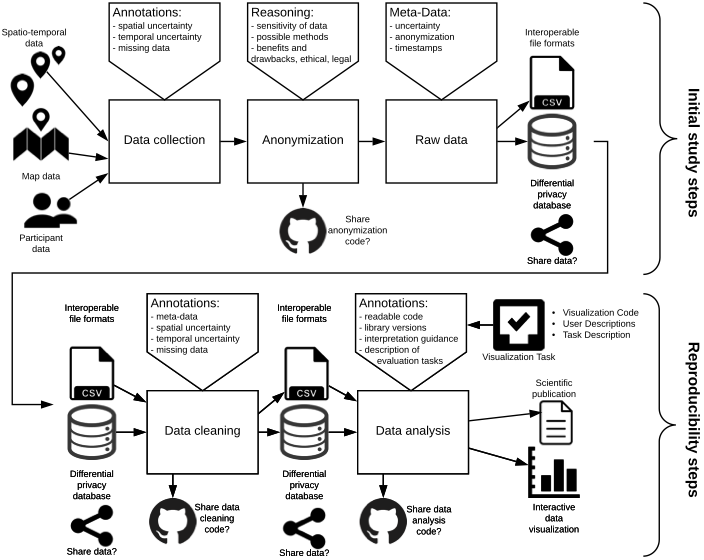 Annotations:
- spatial uncertainty
- temporal uncertainty
- missing data
Reasoning:
- sensitivity of data
- possible methods
- benefits and
drawbacks, ethical, legal
Meta-Data:
- uncertainty
- anonymization
- timestamps
Spatio-temporal
data
Interoperable
file formats
CSV
Map data
Participant
data
Data collection
Anonymization
Raw data
Share
anonymization
code?
Differential
privacy
database
Share data?
Initial study steps
Interoperable
file formats
CSV
Differential
privacy
database
Share data?
Annotations:
- meta-data
- spatial uncertainty
- temporal uncertainty
- missing data
Data cleaning
Share data
cleaning
code?
Interoperable
file formats
CSV
Differential
privacy
database
Share data?
Annotations:
- readable code
- library versions
- interpretation guidance
- description of
evaluation tasks
Data analysis
Share data
analysis
code?
Visualization Task
• Visualization Code
• User Descriptions
• Task Description
Scientific
publication
Interactive
data
visualization
Reproducibility steps